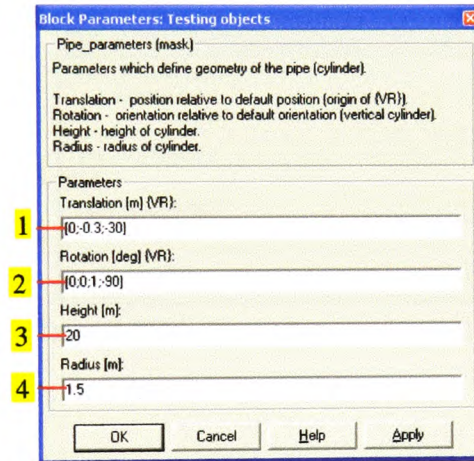 Block Parameters: Testing objects
Pipe_parameters (mask)
Parameters which define geometry of the pipe (cylinder).
Translation - position relative to default position (origin of {VR}).
Rotation - orientation relative to default orientation (vertical cylinder).
Height - height of cylinder.
Radius - radius of cylinder.
Parameters
Translation [m] {VR}:
1 [0;-0.3;-30]
Rotation [deg] {VR}:
2 [0;0;1;-90]
Height [m]:
3 20
Radius [m]:
4 1.5
OK Cancel Help Apply